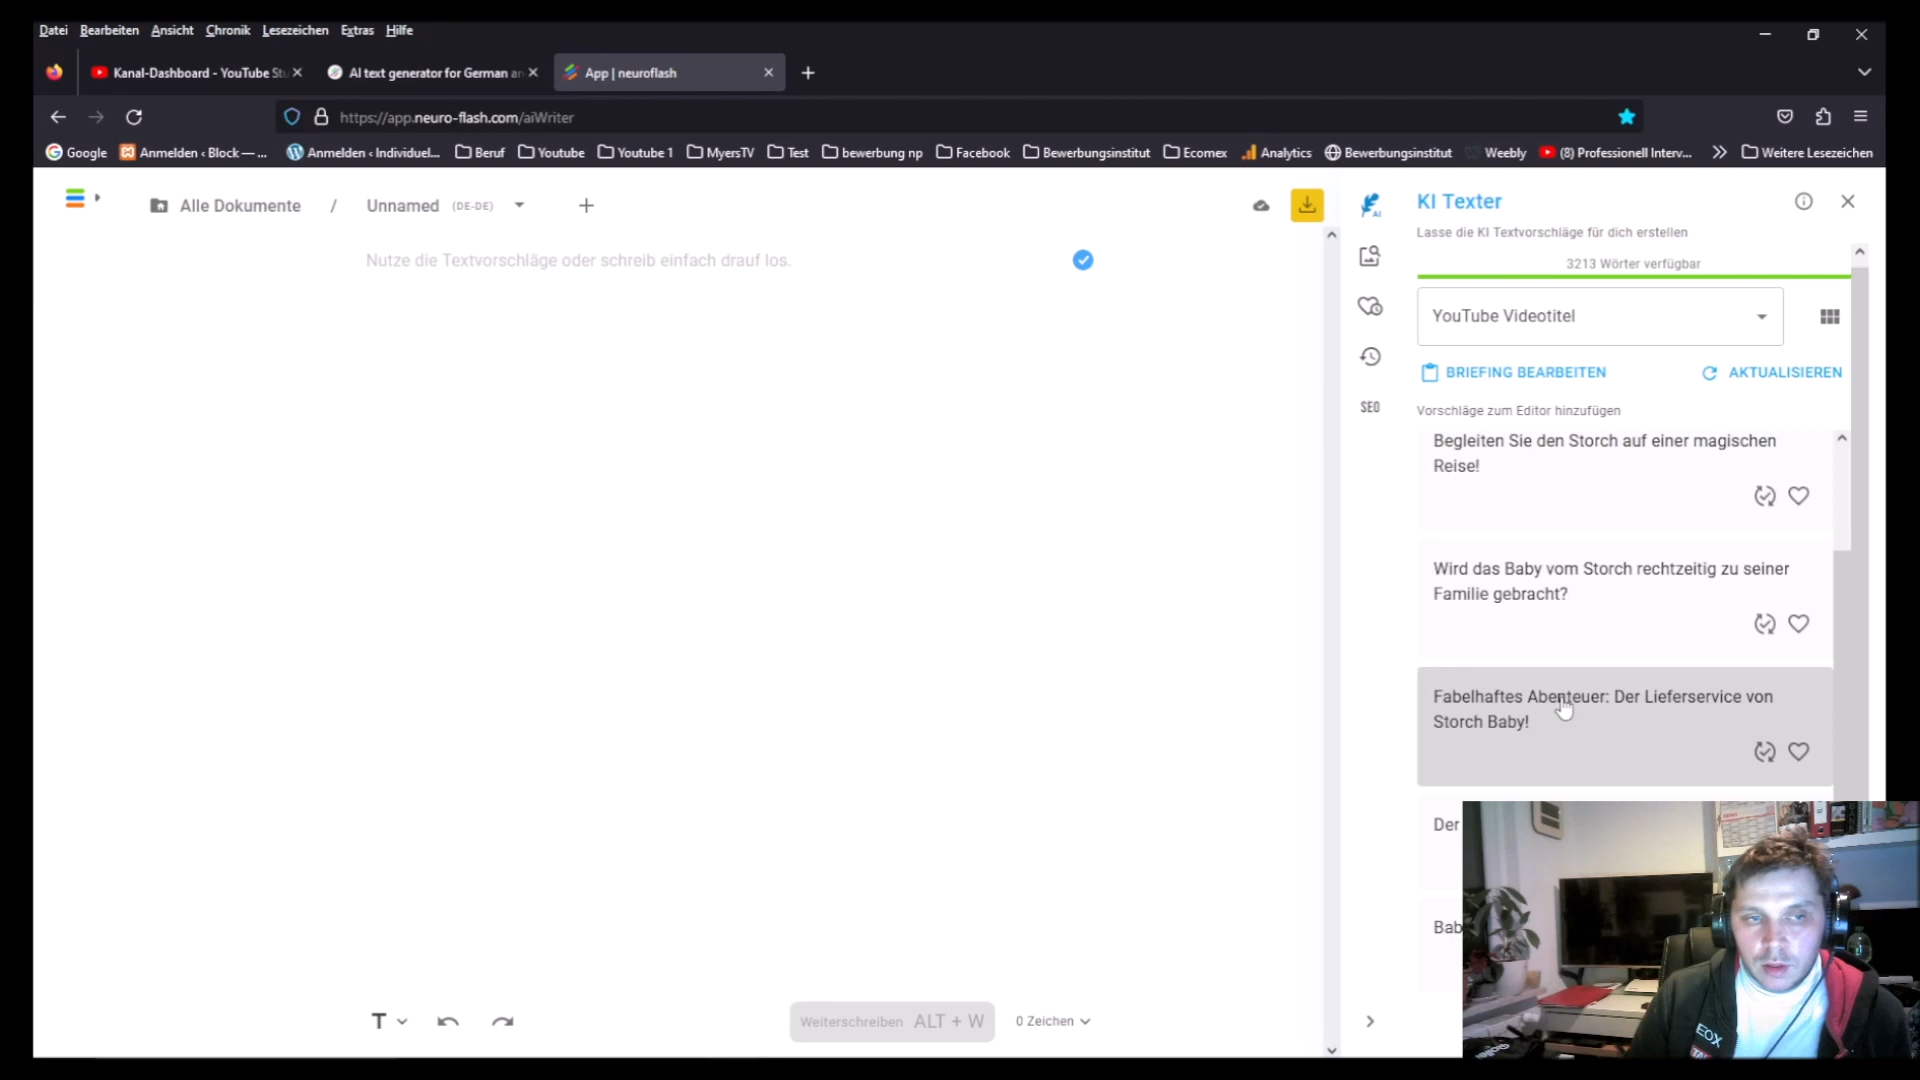 Datei Bearbeiten Ansicht Chronik Lesezeichen Extras Hilfe
Kanal-Dashboard - YouTube Stu
AI text generator for German an
App | neuroflash
https://app.neuro-flash.com/aiWriter
Google
Anmelden ‹ Block — ...
Anmelden ‹ Individuel...
Beruf
Youtube
Youtube 1
MyersTV
Test
bewerbung np
Facebook
Bewerbungsinstitut
Ecomex
Analytics
Bewerbungsinstitut
Weebly
(8) Professionell Interv...
Weitere Lesezeichen
Alle Dokumente / Unnamed (DE-DE)
Nutze die Textvorschläge oder schreib einfach drauf los.
AI
SEO
KI Texter
Lasse die KI Textvorschläge für dich erstellen
3213 Wörter verfügbar
YouTube Videotitel
BRIEFING BEARBEITEN
AKTUALISIEREN
Vorschläge zum Editor hinzufügen
Begleiten Sie den Storch auf einer magischen
Reise!
Wird das Baby vom Storch rechtzeitig zu seiner
Familie gebracht?
Fabelhaftes Abenteuer: Der Lieferservice von
Storch Baby!
Der
Bab
T
Weiterschreiben ALT + W
0 Zeichen
EOX